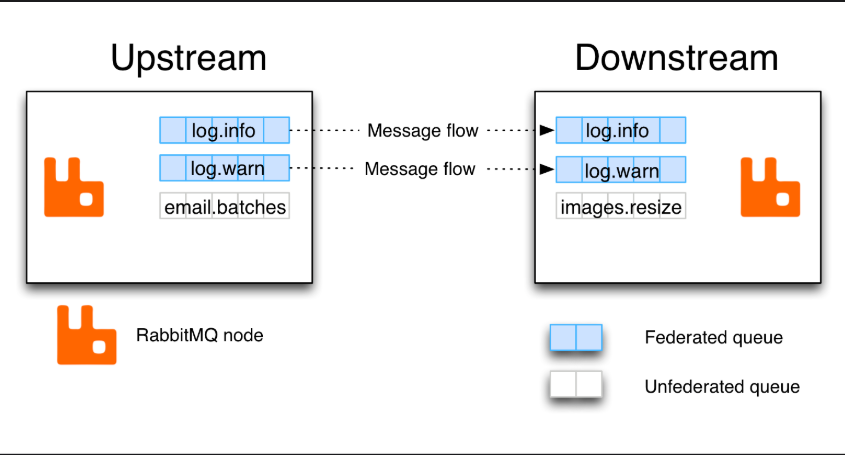 Upstream
Downstream
log.info
Message flow
log.info
log.warn
Message flow
log.warn
email.batches
images.resize
RabbitMQ node
Federated queue
Unfederated queue